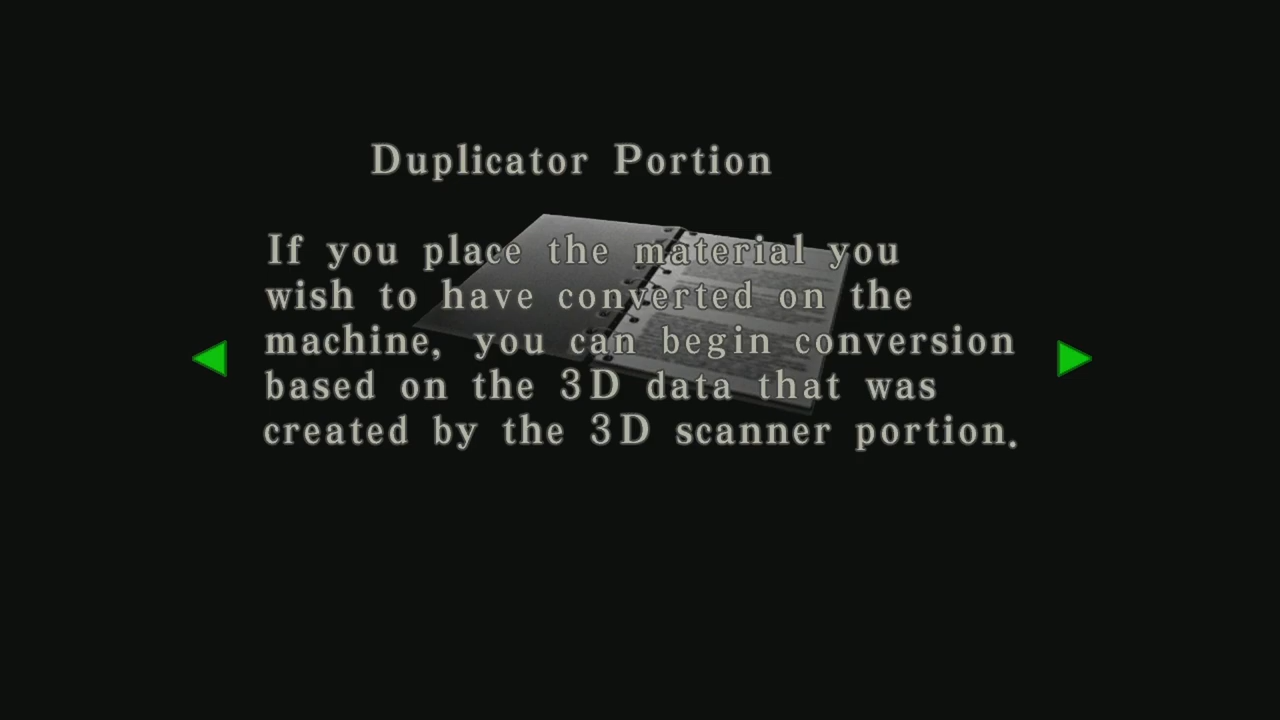 Duplicator Portion
If you place the material you
wish to have converted on the
machine, you can begin conversion
based on the 3D data that was
created by the 3D scanner portion.